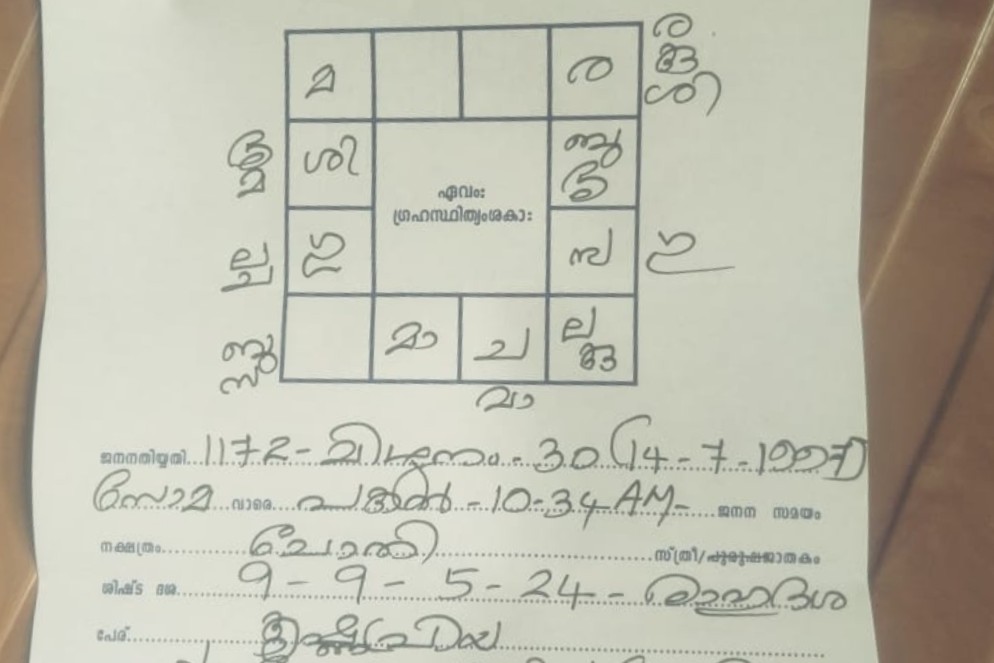 മ ര ര
കു
ശി
കു
മ ശി ബു
ശു
ഏവം:
ഗ്രഹസ്ഥിത്യംശകാ:
ല
ച ഗു സ ഗു
ബു
സ മാ ച ല
കു
വാ
ജനനതിയ്യതി 1172 - മിഥുനം - 30 (14 - 7 - 1997)
സോമ വാരെ പകൽ - 10-34 AM - ജനന സമയം
നക്ഷത്രം ചോതി സ്ത്രീ/പുരുഷജാതകം
ശിഷ്ട ദശ 9 - 9 - 5 - 24 - രാഹുദശ
പേര് കൃഷ്ണപ്രിയ